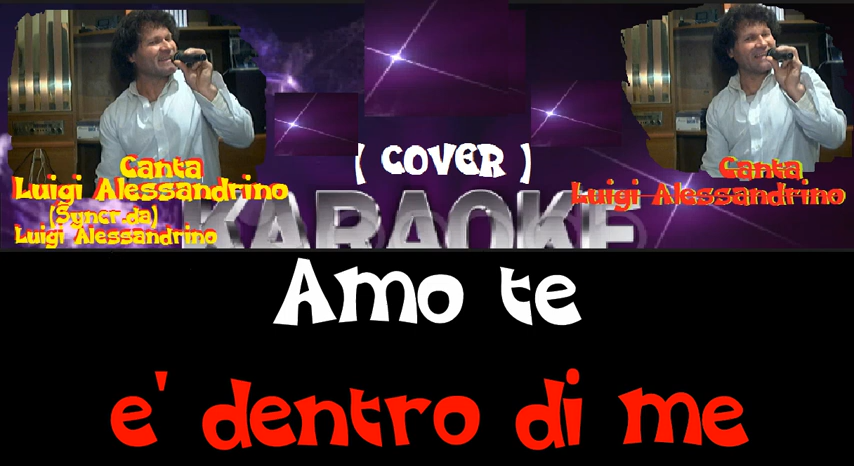 Canta
Luigi Alessandrino
(Syncr.da)
Luigi Alessandrino
( COVER )
Canta
Luigi Alessandrino
KARAOKE
Amo te
e' dentro di me